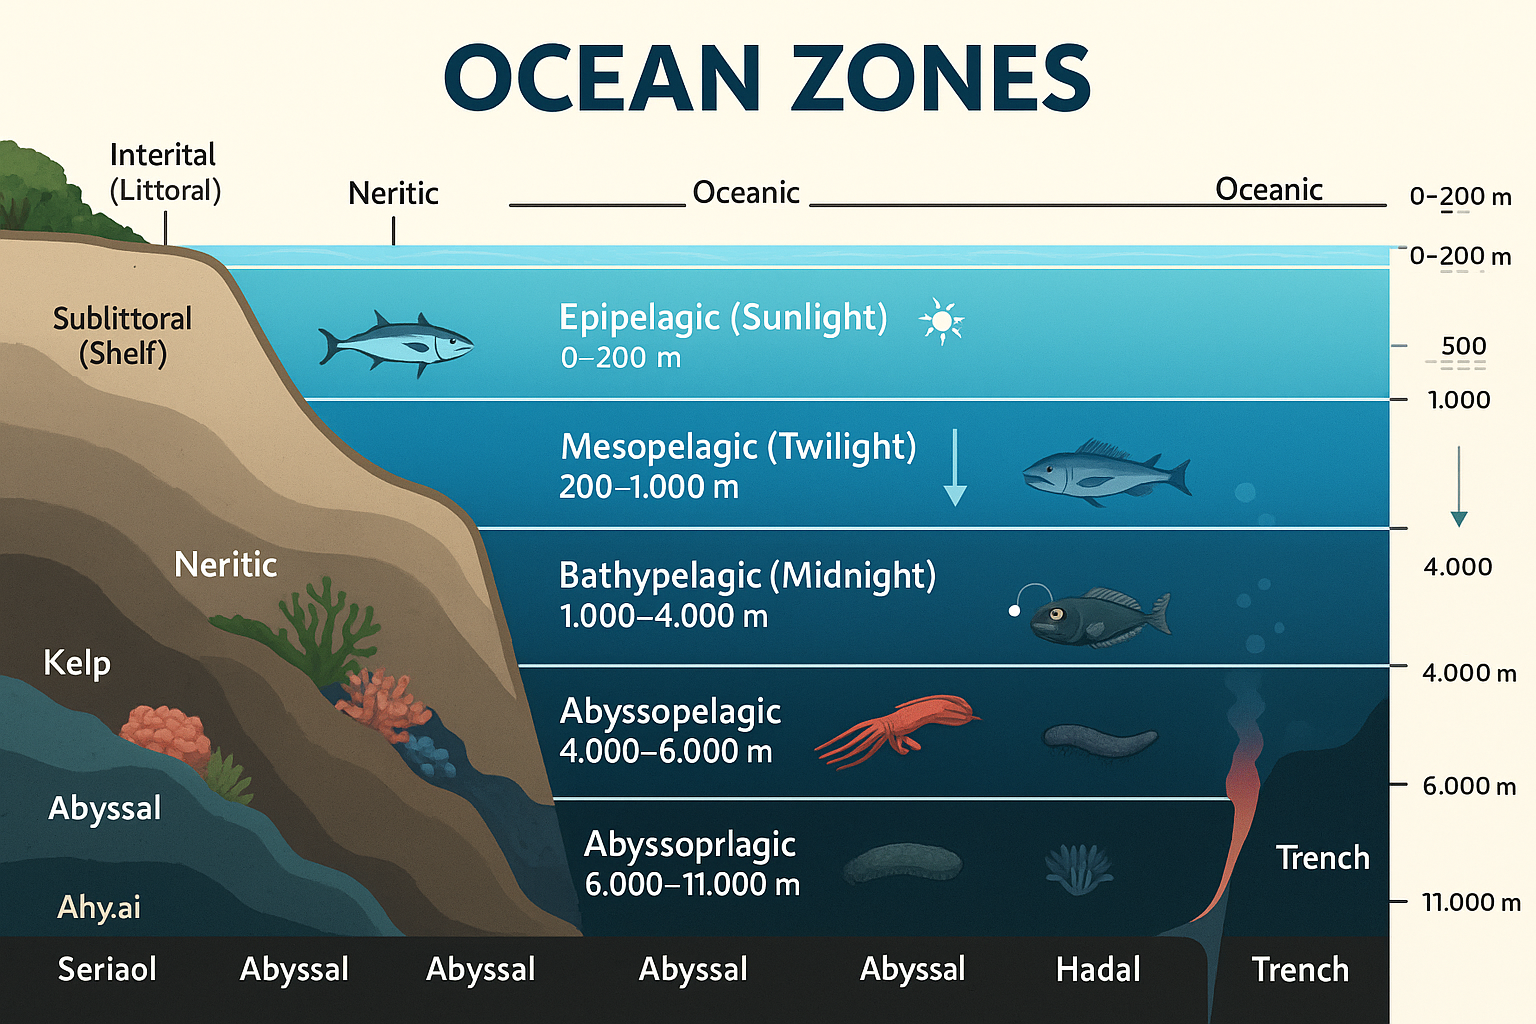 OCEAN ZONES
Interital
(Littoral)
Neritic
Oceanic
Oceanic
0–200 m
0–200 m
500
1.000
4.000
4.000 m
6.000 m
11.000 m
Sublittoral
(Shelf)
Epipelagic (Sunlight)
0–200 m
Mesopelagic (Twilight)
200–1.000 m
Neritic
Bathypelagic (Midnight)
1.000–4.000 m
Kelp
Abyssopelagic
4.000–6.000 m
Abyssal
Abyssoprlagic
6.000–11.000 m
Trench
Ahy.ai
Seriaol
Abyssal
Abyssal
Abyssal
Abyssal
Hadal
Trench